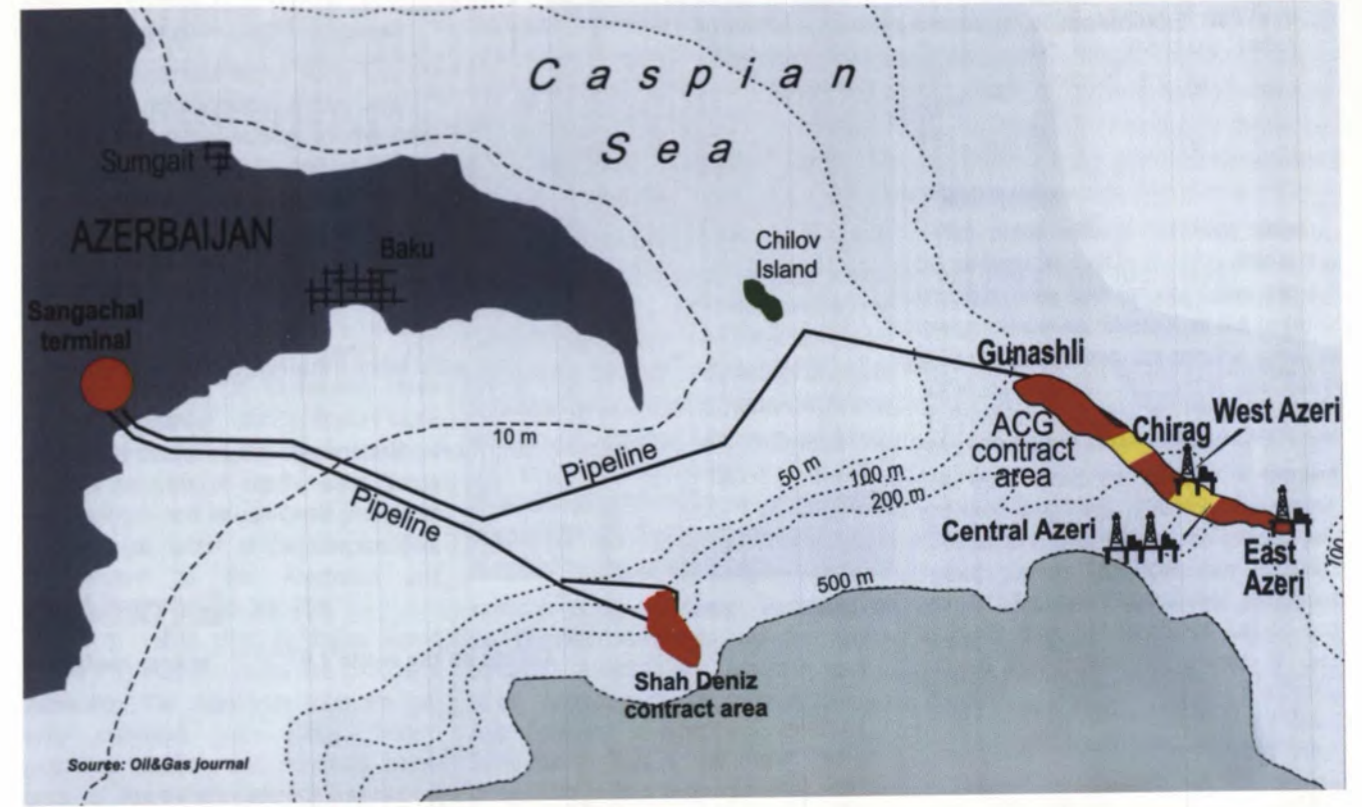 Caspian
Sea
Sumgait
AZERBAIJAN
Baku
Chilov
Island
Sangachal
terminal
Gunashli
West Azeri
ACG
contract
area
Chirag
10 m
Pipeline
50 m
100 m
200 m
Pipeline
Central Azeri
East
Azeri
700
500 m
Shah Deniz
contract area
Source: Oil&Gas journal